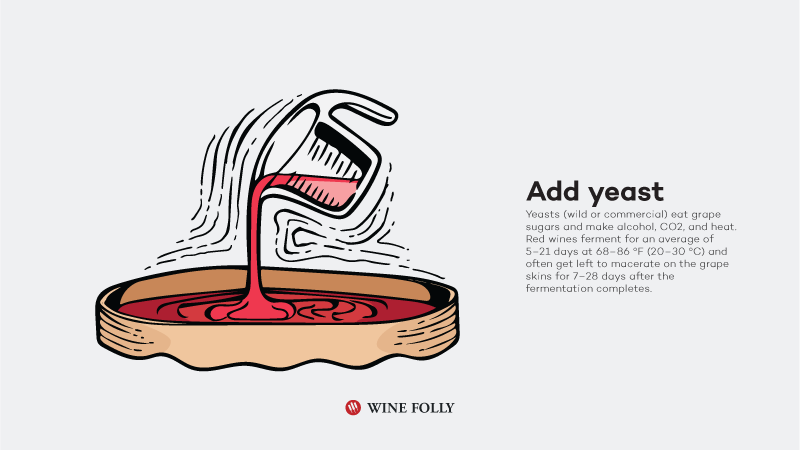 Add yeast
Yeasts (wild or commercial) eat grape
sugars and make alcohol, CO2, and heat.
Red wines ferment for an average of
5–21 days at 68–86 °F (20–30 °C) and
often get left to macerate on the grape
skins for 7–28 days after the
fermentation completes.
WINE FOLLY